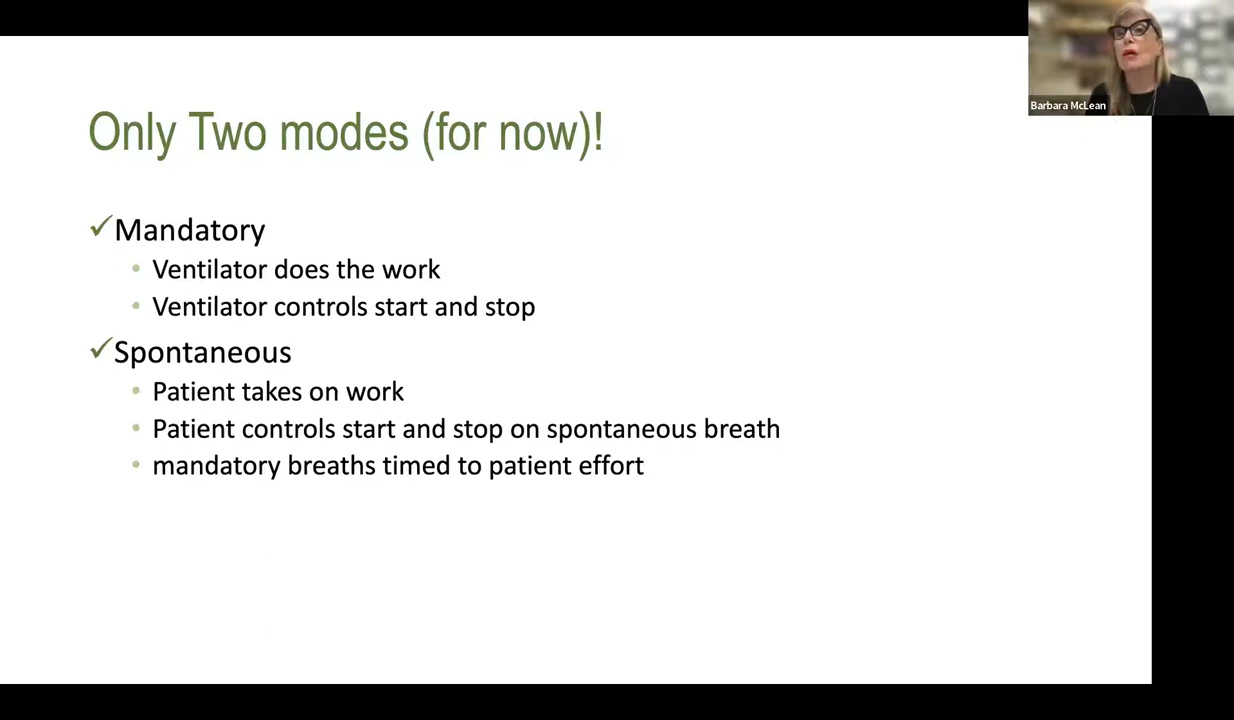 Barbara McLean
Only Two modes (for now)!
Mandatory
Ventilator does the work
Ventilator controls start and stop
Spontaneous
Patient takes on work
Patient controls start and stop on spontaneous breath
mandatory breaths timed to patient effort